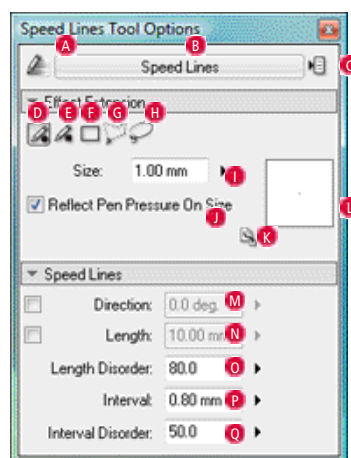 Speed Lines Tool Options
A B
Speed Lines C
Effect Extension
D E F G H
Size: 1.00 mm I
Reflect Pen Pressure On Size
J L
K
Speed Lines
Direction: 0.0 deg. M
Length: 10.00 mm N
Length Disorder: 80.0 O
Interval: 0.80 mm P
Interval Disorder: 50.0 Q